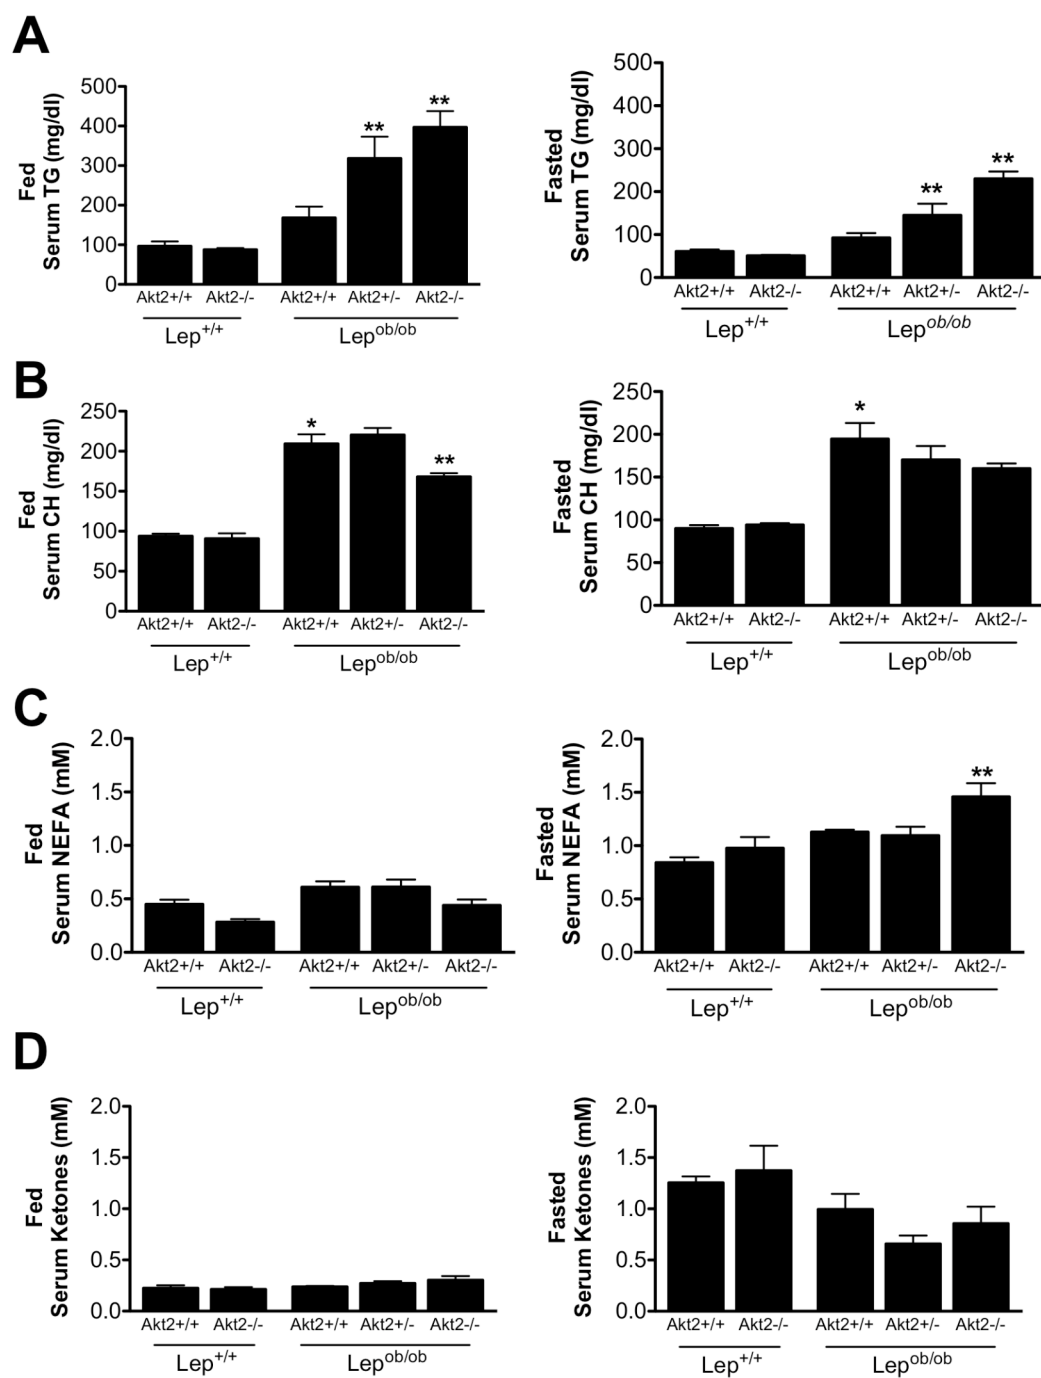 A
Fed
Serum TG (mg/dl)
500
400
300
200
100
0
** **
Akt2+/+ Akt2-/- Akt2+/+ Akt2+/- Akt2-/-
Lep+/+ Lepob/ob
Fasted
Serum TG (mg/dl)
500
400
300
200
100
0
** **
Akt2+/+ Akt2-/- Akt2+/+ Akt2+/- Akt2-/-
Lep+/+ Lepob/ob
B
Fed
Serum CH (mg/dl)
250
200
150
100
50
0
* **
Akt2+/+ Akt2-/- Akt2+/+ Akt2+/- Akt2-/-
Lep+/+ Lepob/ob
Fasted
Serum CH (mg/dl)
250
200
150
100
50
0
*
Akt2+/+ Akt2-/- Akt2+/+ Akt2+/- Akt2-/-
Lep+/+ Lepob/ob
C
Fed
Serum NEFA (mM)
2.0
1.5
1.0
0.5
0.0
Akt2+/+ Akt2-/- Akt2+/+ Akt2+/- Akt2-/-
Lep+/+ Lepob/ob
Fasted
Serum NEFA (mM)
2.0
1.5
1.0
0.5
0.0
**
Akt2+/+ Akt2-/- Akt2+/+ Akt2+/- Akt2-/-
Lep+/+ Lepob/ob
D
Fed
Serum Ketones (mM)
2.0
1.5
1.0
0.5
0.0
Akt2+/+ Akt2-/- Akt2+/+ Akt2+/- Akt2-/-
Lep+/+ Lepob/ob
Fasted
Serum Ketones (mM)
2.0
1.5
1.0
0.5
0.0
Akt2+/+ Akt2-/- Akt2+/+ Akt2+/- Akt2-/-
Lep+/+ Lepob/ob